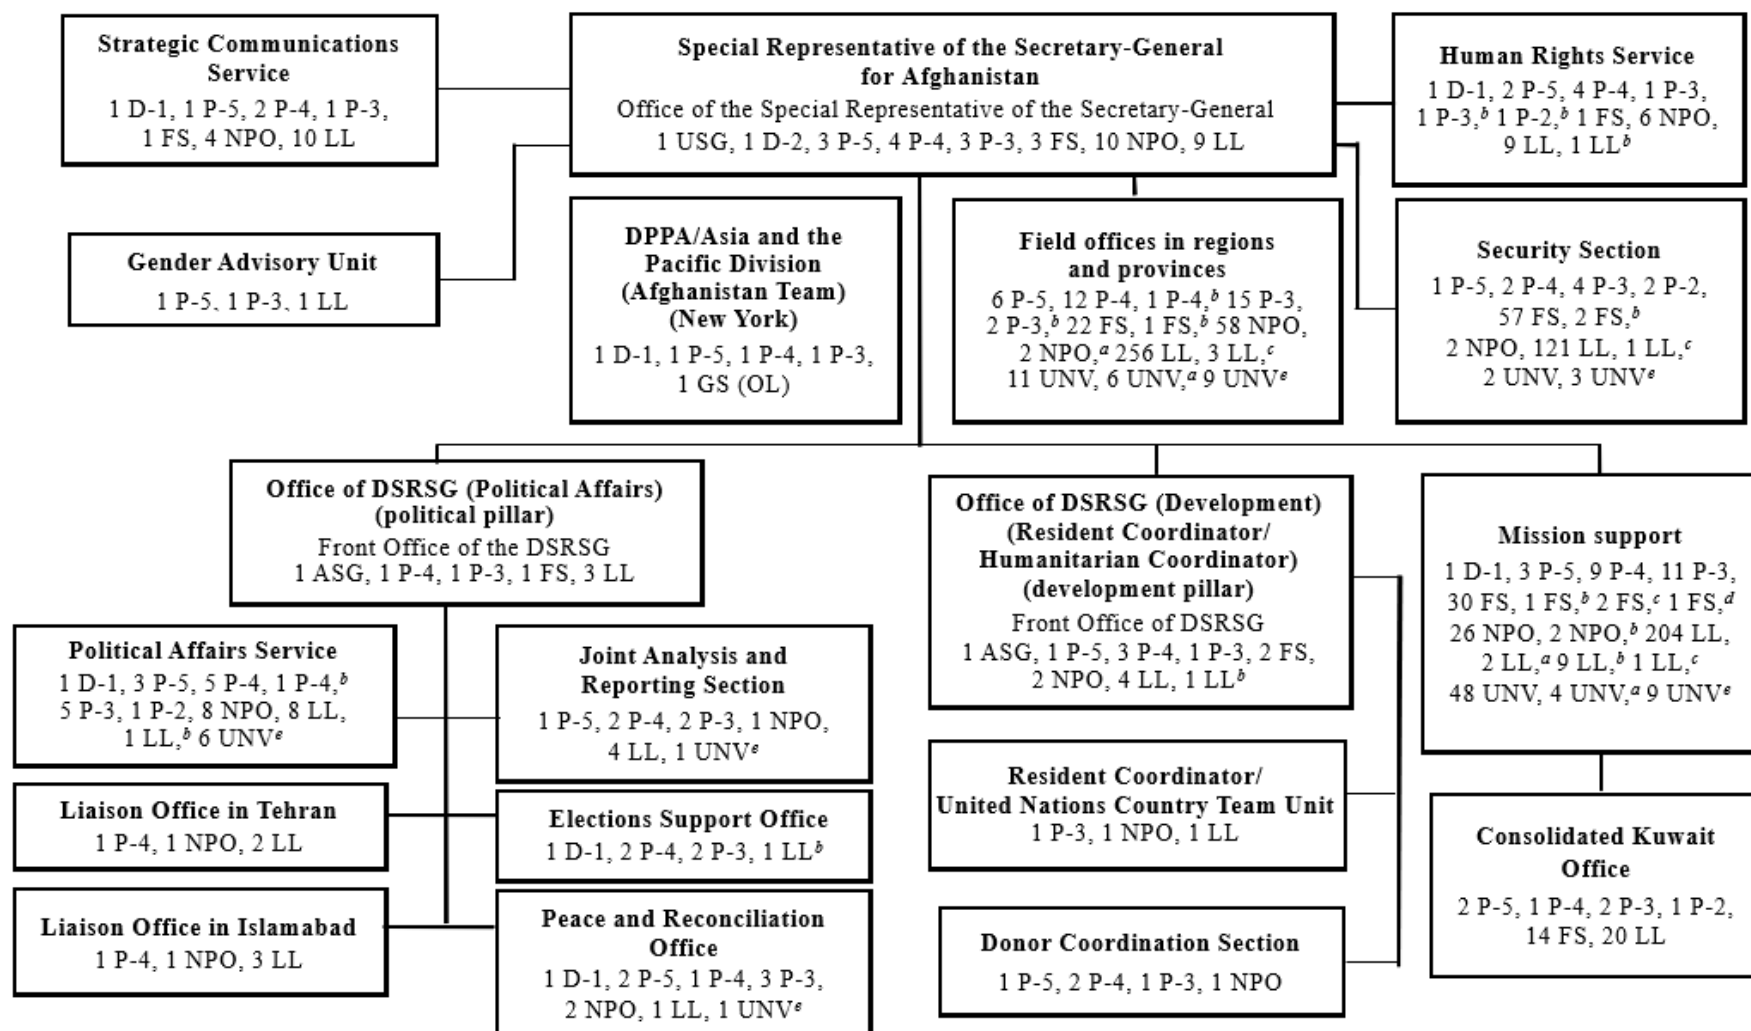 Strategic Communications
Service
1 D-1, 1 P-5, 2 P-4, 1 P-3,
1 FS, 4 NPO, 10 LL
Special Representative of the Secretary-General
for Afghanistan
Office of the Special Representative of the Secretary-General
1 USG, 1 D-2, 3 P-5, 4 P-4, 3 P-3, 3 FS, 10 NPO, 9 LL
Human Rights Service
1 D-1, 2 P-5, 4 P-4, 1 P-3,
1 P-3,b 1 P-2,b 1 FS, 6 NPO,
9 LL, 1 LLb
Gender Advisory Unit
1 P-5, 1 P-3, 1 LL
DPPA/Asia and the
Pacific Division
(Afghanistan Team)
(New York)
1 D-1, 1 P-5, 1 P-4, 1 P-3,
1 GS (OL)
Field offices in regions
and provinces
6 P-5, 12 P-4, 1 P-4,b 15 P-3,
2 P-3,b 22 FS, 1 FS,b 58 NPO,
2 NPO,a 256 LL, 3 LL,c
11 UNV, 6 UNV,a 9 UNVe
Security Section
1 P-5, 2 P-4, 4 P-3, 2 P-2,
57 FS, 2 FS,b
2 NPO, 121 LL, 1 LL,c
2 UNV, 3 UNVe
Office of DSRSG (Political Affairs)
(political pillar)
Front Office of the DSRSG
1 ASG, 1 P-4, 1 P-3, 1 FS, 3 LL
Office of DSRSG (Development)
(Resident Coordinator/
Humanitarian Coordinator)
(development pillar)
Front Office of DSRSG
1 ASG, 1 P-5, 3 P-4, 1 P-3, 2 FS,
2 NPO, 4 LL, 1 LLb
Mission support
1 D-1, 3 P-5, 9 P-4, 11 P-3,
30 FS, 1 FS,b 2 FS,c 1 FS,d
26 NPO, 2 NPO,b 204 LL,
2 LL,a 9 LL,b 1 LL,c
48 UNV, 4 UNV,a 9 UNVe
Political Affairs Service
1 D-1, 3 P-5, 5 P-4, 1 P-4,b
5 P-3, 1 P-2, 8 NPO, 8 LL,
1 LL,b 6 UNVe
Joint Analysis and
Reporting Section
1 P-5, 2 P-4, 2 P-3, 1 NPO,
4 LL, 1 UNVe
Liaison Office in Tehran
1 P-4, 1 NPO, 2 LL
Elections Support Office
1 D-1, 2 P-4, 2 P-3, 1 LLb
Resident Coordinator/
United Nations Country Team Unit
1 P-3, 1 NPO, 1 LL
Consolidated Kuwait
Office
2 P-5, 1 P-4, 2 P-3, 1 P-2,
14 FS, 20 LL
Liaison Office in Islamabad
1 P-4, 1 NPO, 3 LL
Peace and Reconciliation
Office
1 D-1, 2 P-5, 1 P-4, 3 P-3,
2 NPO, 1 LL, 1 UNVe
Donor Coordination Section
1 P-5, 2 P-4, 1 P-3, 1 NPO